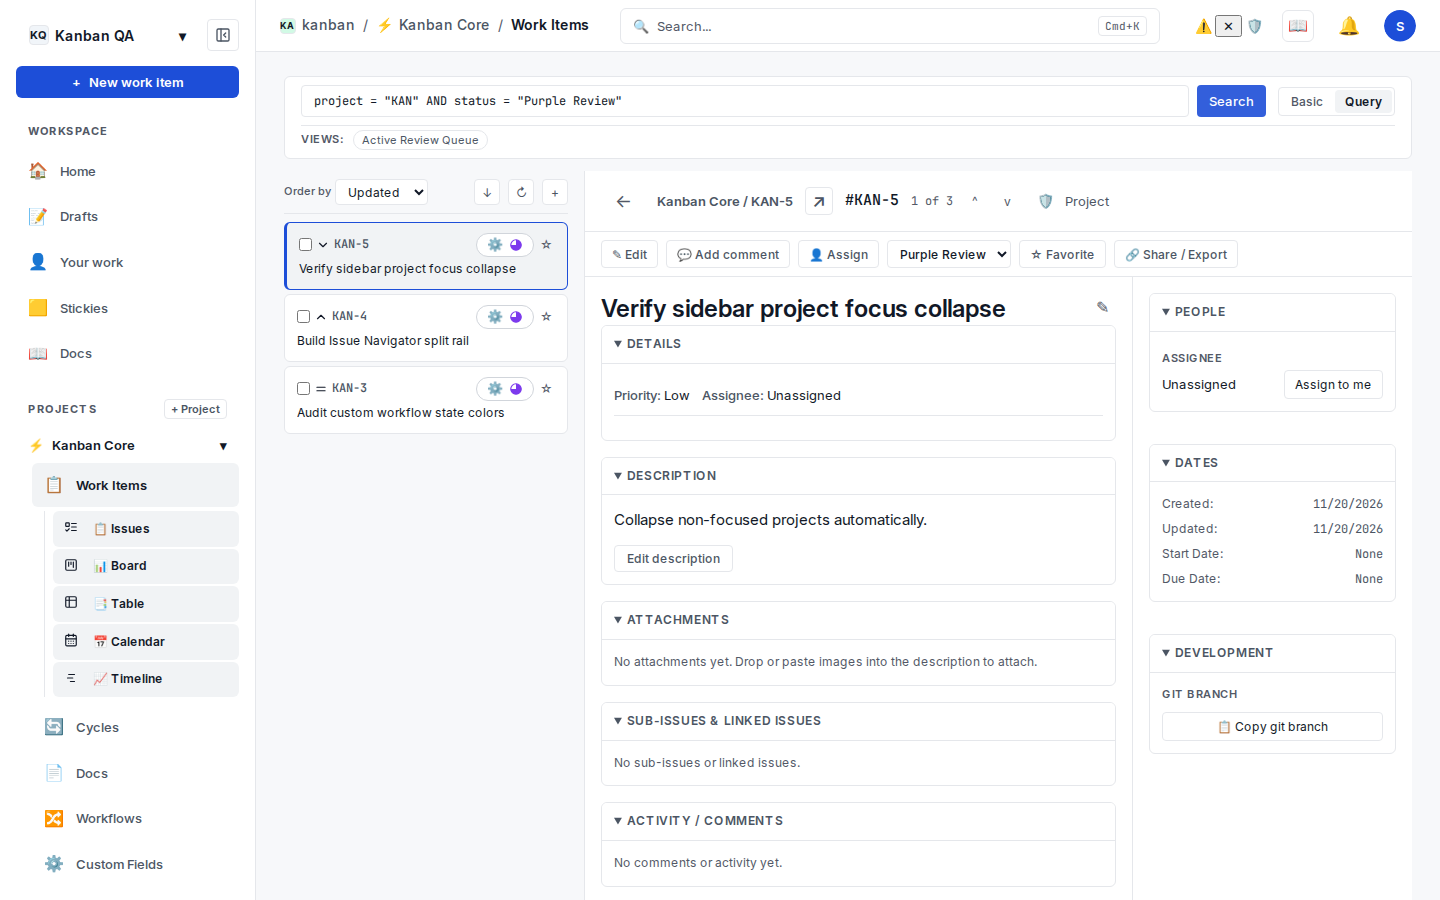 KQ Kanban QA ▾
+ New work item
WORKSPACE
Home
Drafts
Your work
Stickies
Docs
PROJECTS
+ Project
Kanban Core ▾
Work Items
Issues
Board
Table
Calendar
Timeline
Cycles
Docs
Workflows
Custom Fields
KA kanban / Kanban Core / Work Items
Search...
Cmd+K
S
project = "KAN" AND status = "Purple Review"
Search
Basic
Query
VIEWS:
Active Review Queue
Order by
Updated
KAN-5
Verify sidebar project focus collapse
KAN-4
Build Issue Navigator split rail
KAN-3
Audit custom workflow state colors
Kanban Core / KAN-5
#KAN-5
1 of 3
^
v
Project
Edit
Add comment
Assign
Purple Review
Favorite
Share / Export
Verify sidebar project focus collapse
DETAILS
Priority: Low Assignee: Unassigned
DESCRIPTION
Collapse non-focused projects automatically.
Edit description
ATTACHMENTS
No attachments yet. Drop or paste images into the description to attach.
SUB-ISSUES & LINKED ISSUES
No sub-issues or linked issues.
ACTIVITY / COMMENTS
No comments or activity yet.
PEOPLE
ASSIGNEE
Unassigned
Assign to me
DATES
Created: 11/20/2026
Updated: 11/20/2026
Start Date: None
Due Date: None
DEVELOPMENT
GIT BRANCH
Copy git branch